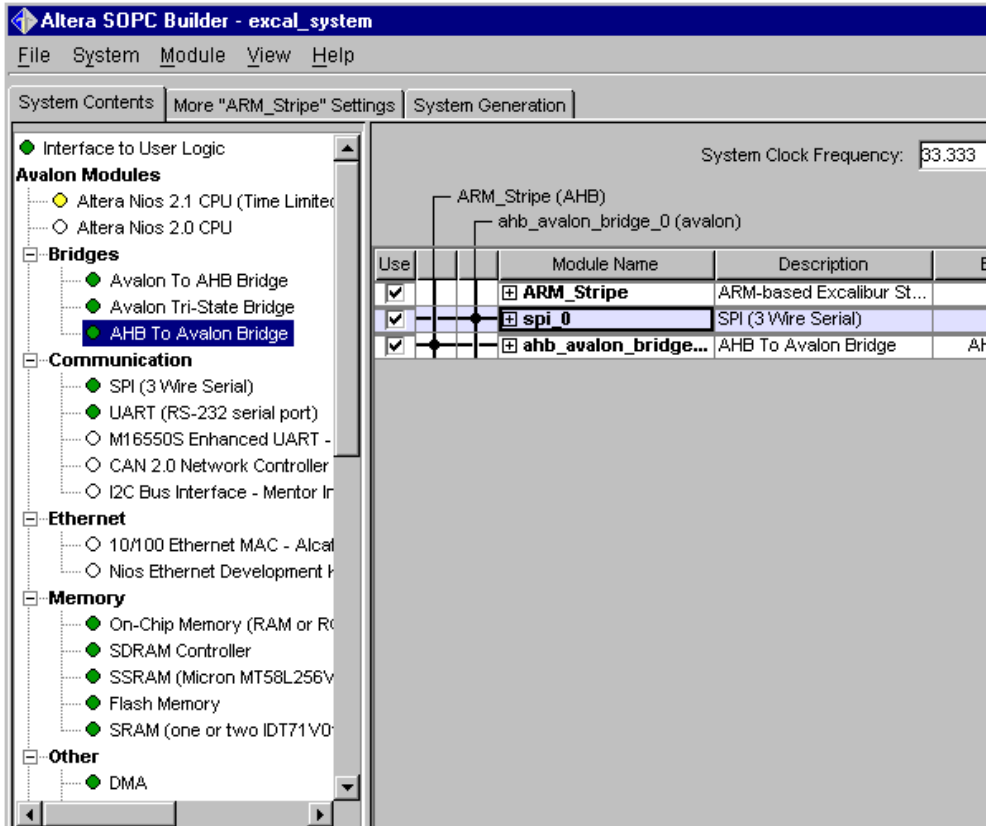 Altera SOPC Builder - excal_system
File System Module View Help
System Contents More "ARM_Stripe" Settings System Generation
Interface to User Logic
Avalon Modules
Altera Nios 2.1 CPU (Time Limited
Altera Nios 2.0 CPU
Bridges
Avalon To AHB Bridge
Avalon Tri-State Bridge
AHB To Avalon Bridge
Communication
SPI (3 Wire Serial)
UART (RS-232 serial port)
M16550S Enhanced UART -
CAN 2.0 Network Controller
I2C Bus Interface - Mentor
Ethernet
10/100 Ethernet MAC -
Nios Ethernet Development
Memory
On-Chip Memory (RAM or
SDRAM Controller
SSRAM (Micron MT58L256V
Flash Memory
SRAM (one or two IDT71V0
Other
DMA
System Clock Frequency: 33.333
ARM_Stripe (AHB)
ahb_avalon_bridge_0 (avalon)
Use Module Name Description
ARM_Stripe ARM-based Excalibur St...
spi_0 SPI (3 Wire Serial)
ahb_avalon_bridge... AHB To Avalon Bridge